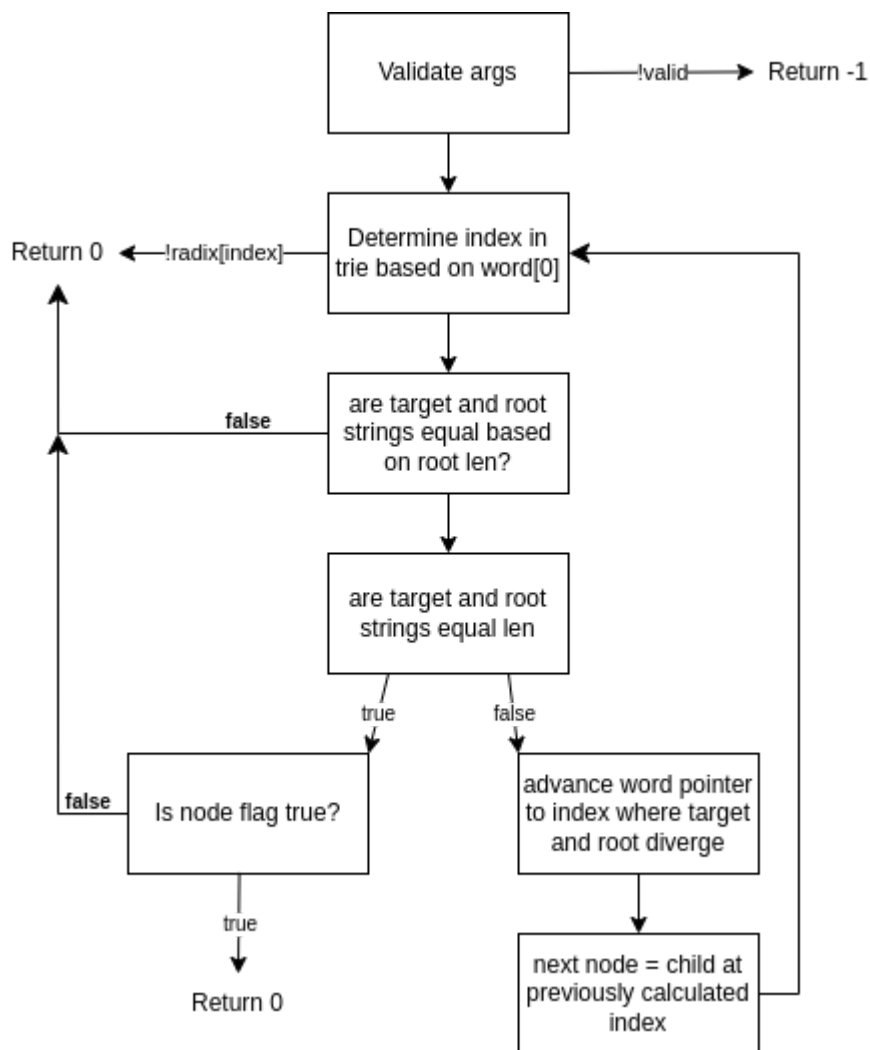 Validate args
!valid
Return -1
Return 0
!radix[index]
Determine index in
trie based on word[0]
false
are target and root
strings equal based
on root len?
are target and root
strings equal len
true
false
false
Is node flag true?
advance word pointer
to index where target
and root diverge
true
Return 0
next node = child at
previously calculated
index